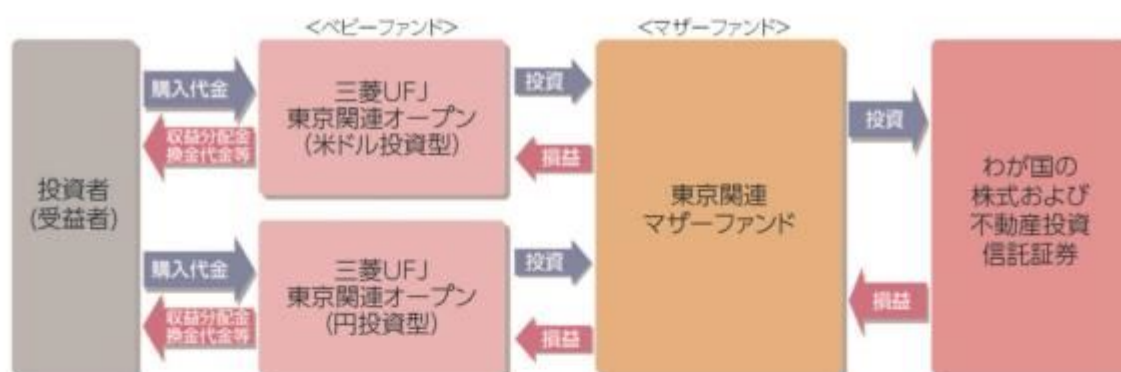 <ベビーファンド>
<マザーファンド>
投資者
(受益者)
購入代金
収益分配金
換金代金等
三菱UFJ
東京関連オープン
(米ドル投資型)
投資
損益
購入代金
収益分配金
換金代金等
三菱UFJ
東京関連オープン
(円投資型)
投資
損益
東京関連
マザーファンド
投資
損益
わが国の
株式および
不動産投資
信託証券